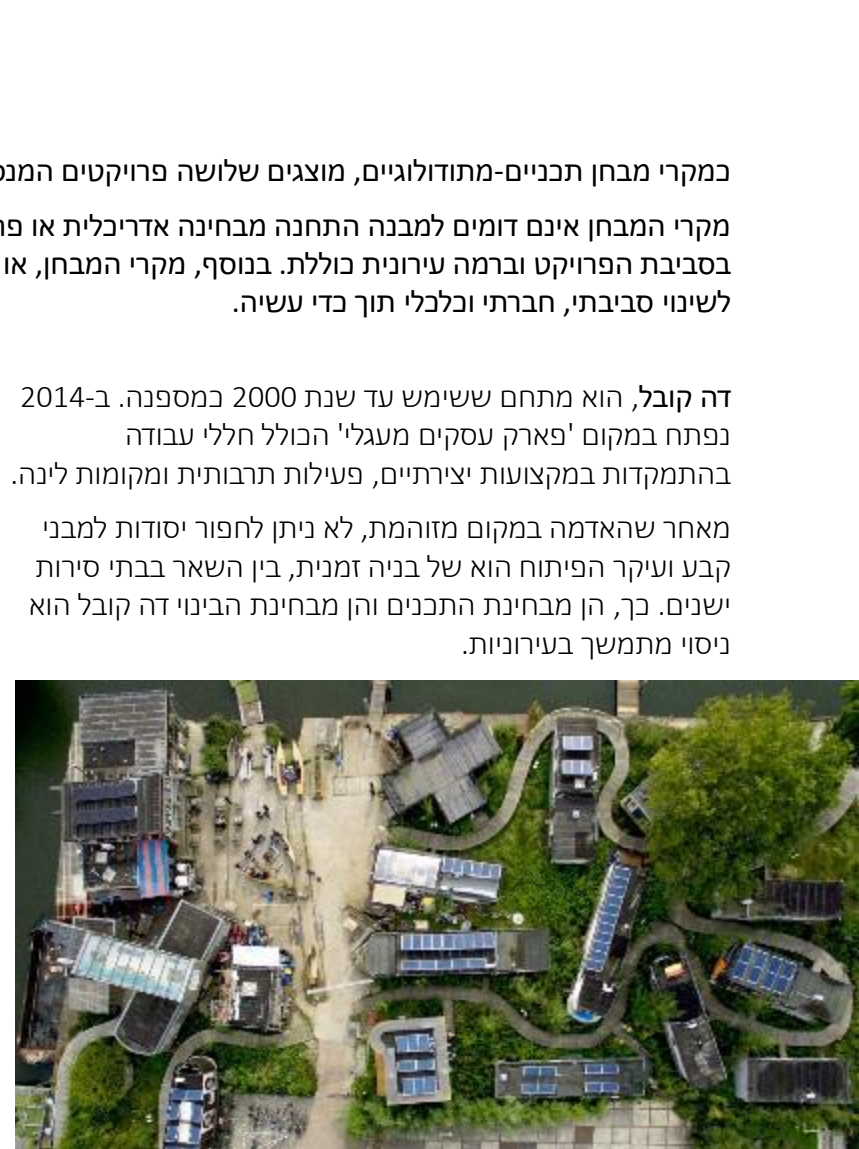 כמקרי מבחן תכניים-מתודולוגיים, מוצגים שלושה פרויקטים
מקרי המבחן אינם דומים למבנה התחנה מבחינה אדריכלית או
בסביבת הפרויקט וברמה עירונית כוללת. בנוסף, מקרי המבחן, או
לשינוי סביבתי, חברתי וכלכלי תוך כדי עשיה.
דה קובל, הוא מתחם ששימש עד שנת 2000 כמספנה. ב-2014
נפתח במקום 'פארק עסקים מעגלי' הכולל חללי עבודה
בהתמקדות במקצועות יצירתיים, פעילות תרבותית ומקומות לינה.
מאחר שהאדמה במקום מזוהמת, לא ניתן לחפור יסודות למבני
קבע ועיקר הפיתוח הוא של בניה זמנית, בין השאר בבתי סירות
ישנים. כך, הן מבחינת התכנים והן מבחינת הבינוי דה קובל הוא
ניסוי מתמשך בעירוניות.